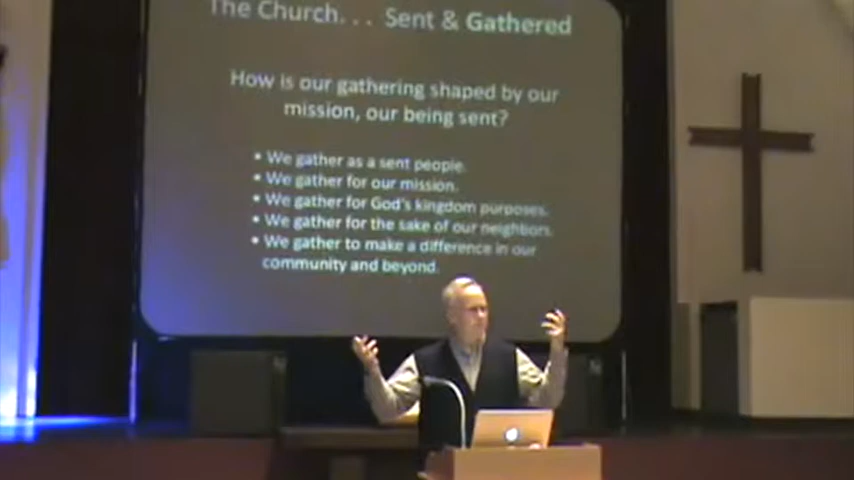 The Church. . . Sent & Gathered
How is our gathering shaped by our
mission, our being sent?
• We gather as a sent people.
• We gather for our mission.
• We gather for God's kingdom purposes.
• We gather for the sake of our neighbors.
• We gather to make a difference in our
community and beyond.